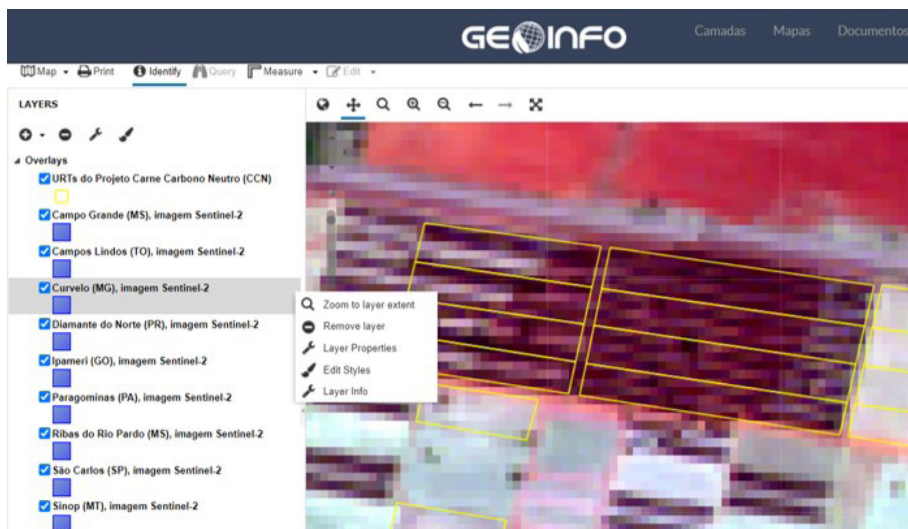 GEOINFO
Camadas Mapas Documentos
Map Print Identify Query Measure Edit
LAYERS
Overlays
URTs do Projeto Carne Carbono Neutro (CCN)
Campo Grande (MS), imagem Sentinel-2
Campos Lindos (TO), imagem Sentinel-2
Curvelo (MG), imagem Sentinel-2
Zoom to layer extent
Remove layer
Layer Properties
Edit Styles
Layer Info
Diamante do Norte (PR), imagem Sentinel-2
Ipameri (GO), imagem Sentinel-2
Paragominas (PA), imagem Sentinel-2
Ribas do Rio Pardo (MS), imagem Sentinel-2
São Carlos (SP), imagem Sentinel-2
Sinop (MT), imagem Sentinel-2